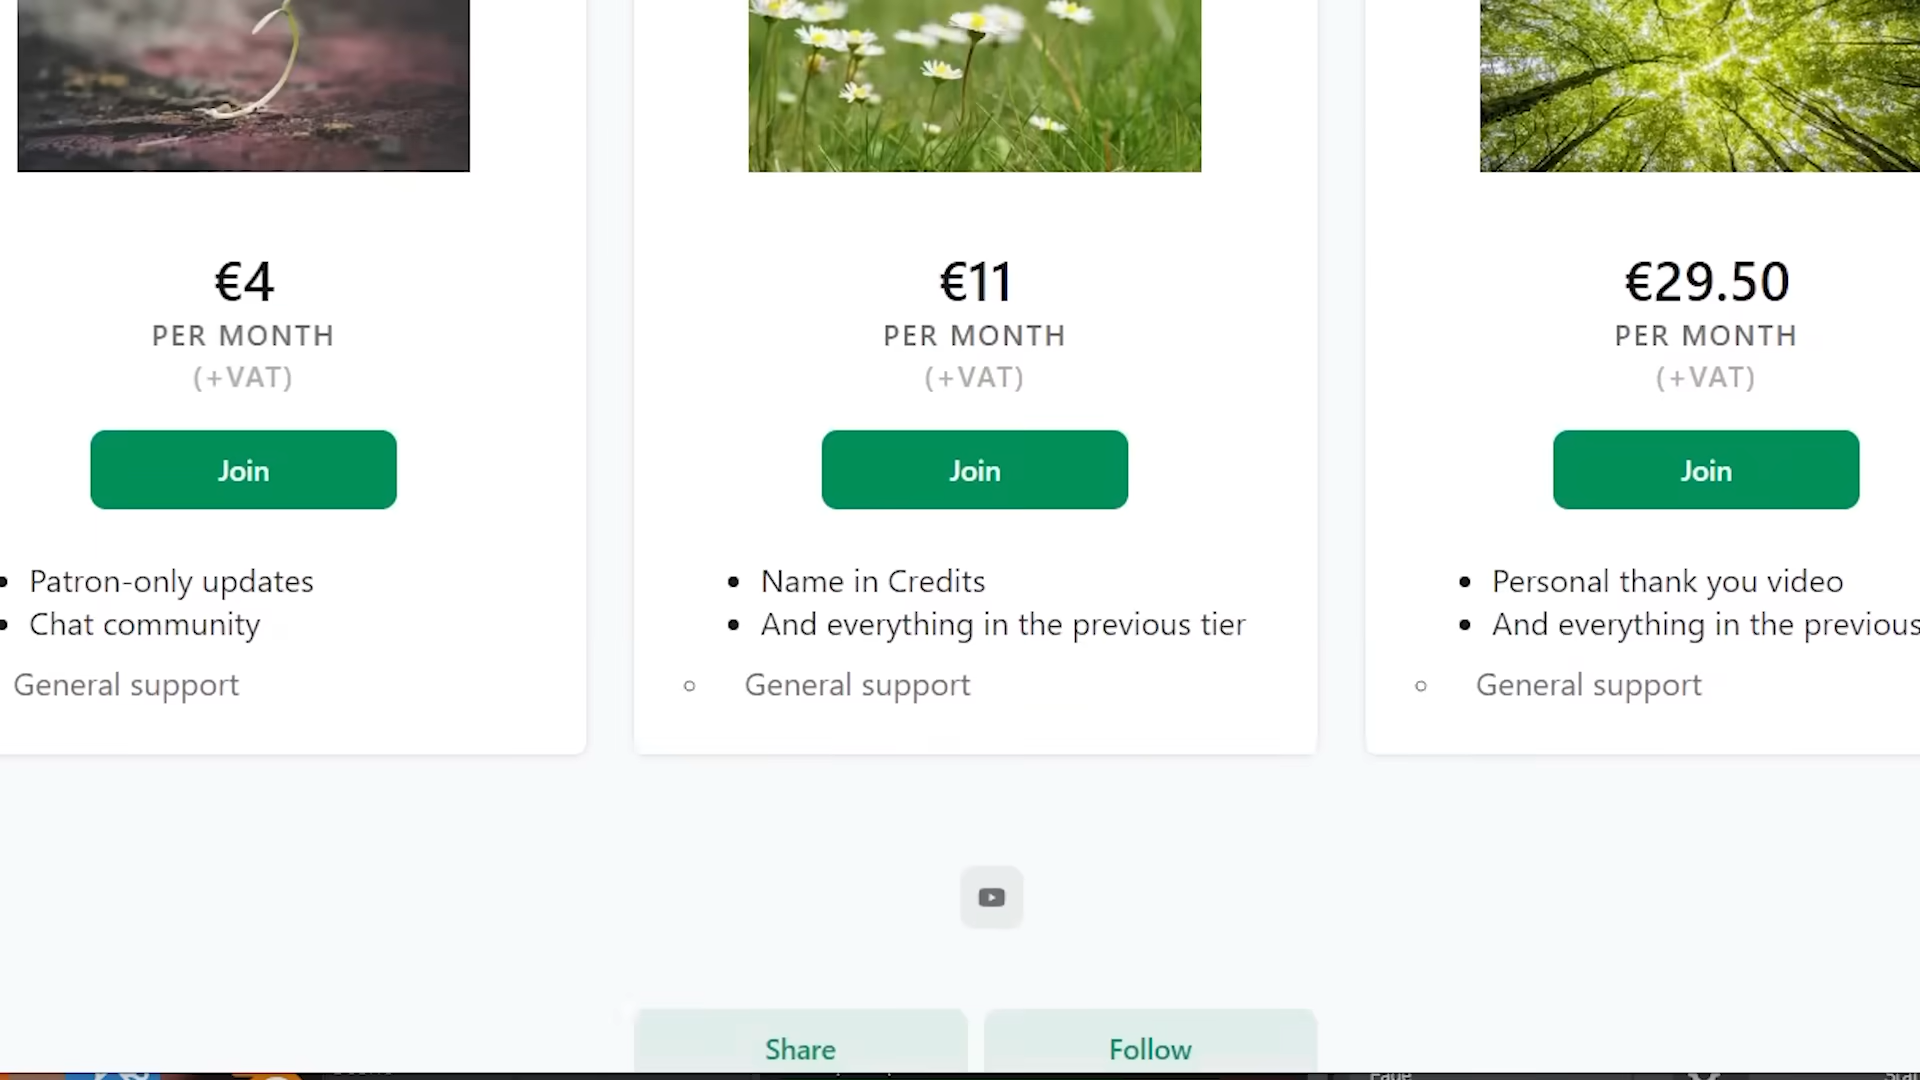 €4
PER MONTH
(+VAT)
Join
Patron-only updates
Chat community
General support
€11
PER MONTH
(+VAT)
Join
Name in Credits
And everything in the previous tier
General support
€29.50
PER MONTH
(+VAT)
Join
Personal thank you video
And everything in the previous
General support
Share
Follow